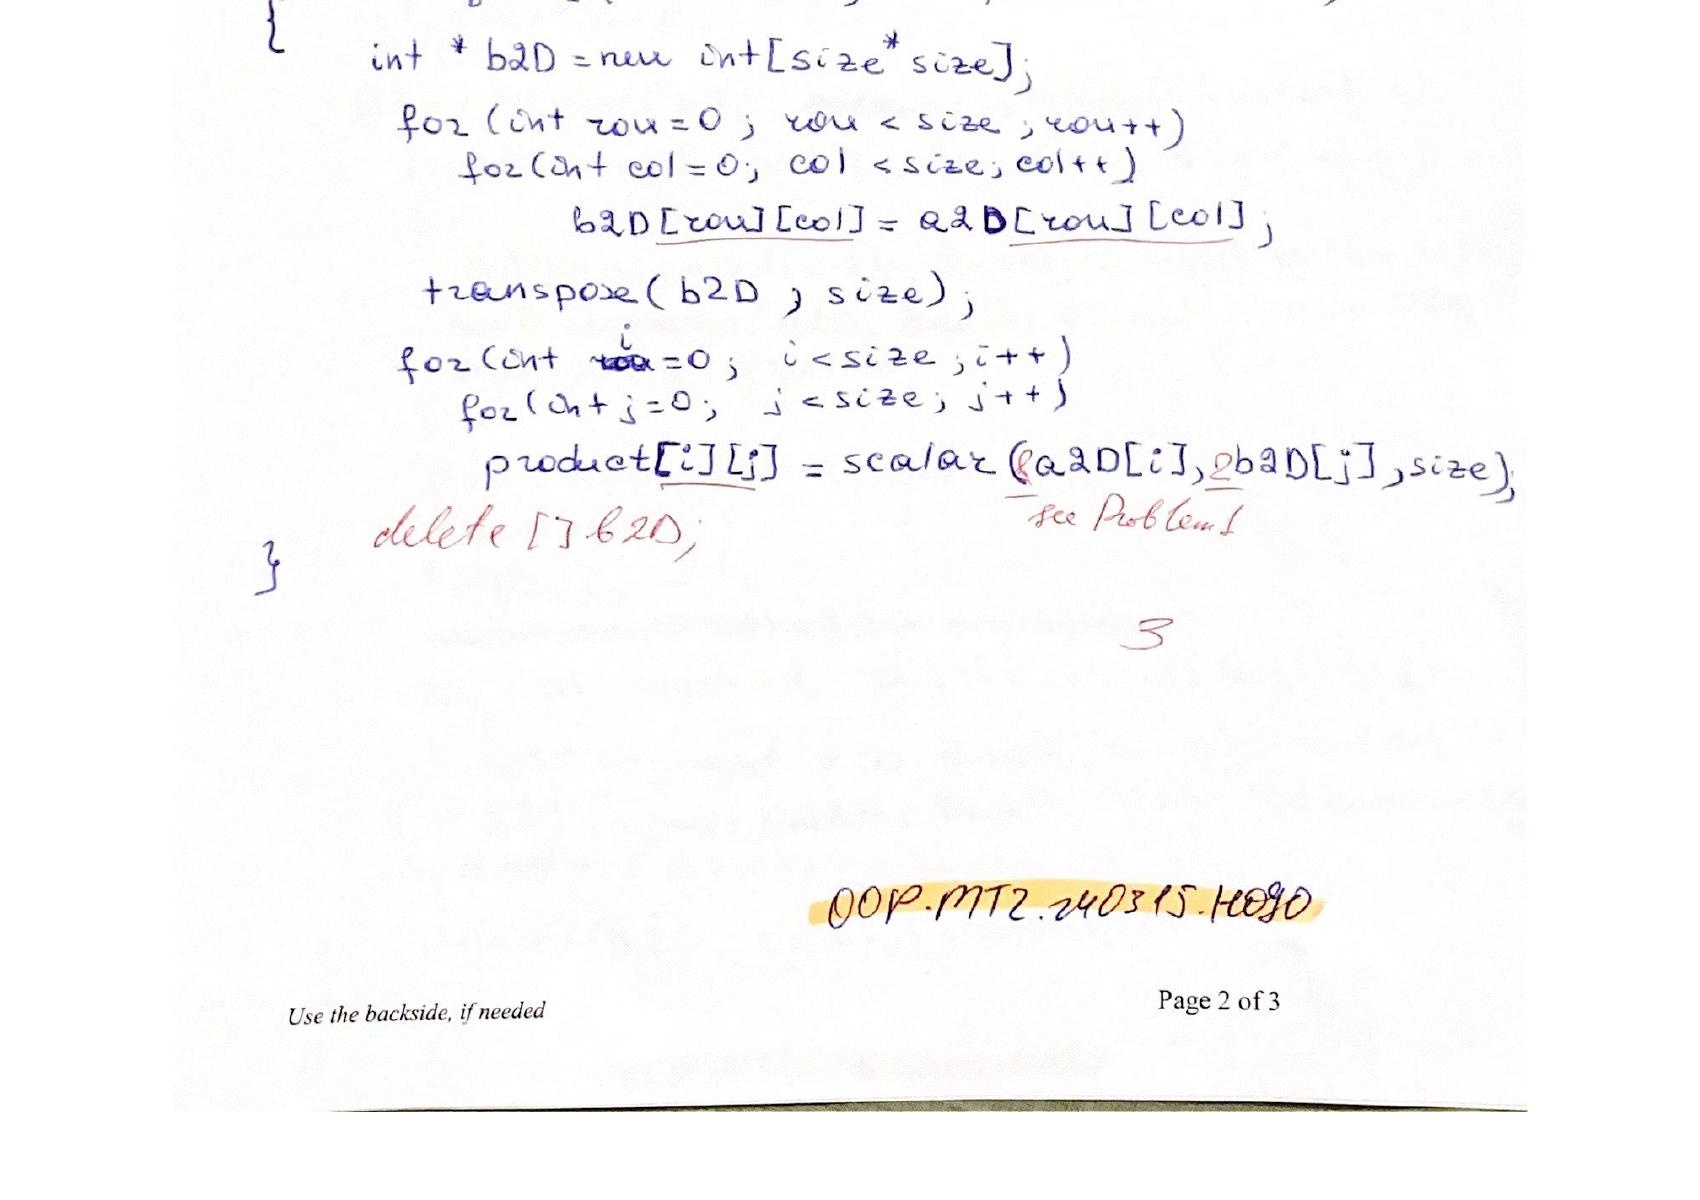 {
int * b2D = new int[size*size];
for (int row=0 ; row < size ; row++)
for(int col=0; col <size; col++)
b2D[row][col] = a2D[row][col];
transpose( b2D , size);
for(int i=0; i<size ;i++)
for(int j=0; j <size; j++)
product[i][j] = scalar (&a2D[i],&b2D[j],size);
see Problem 1
delete [] b2D;
}
3
OOP.MT2.240315.H090
Use the backside, if needed
Page 2 of 3